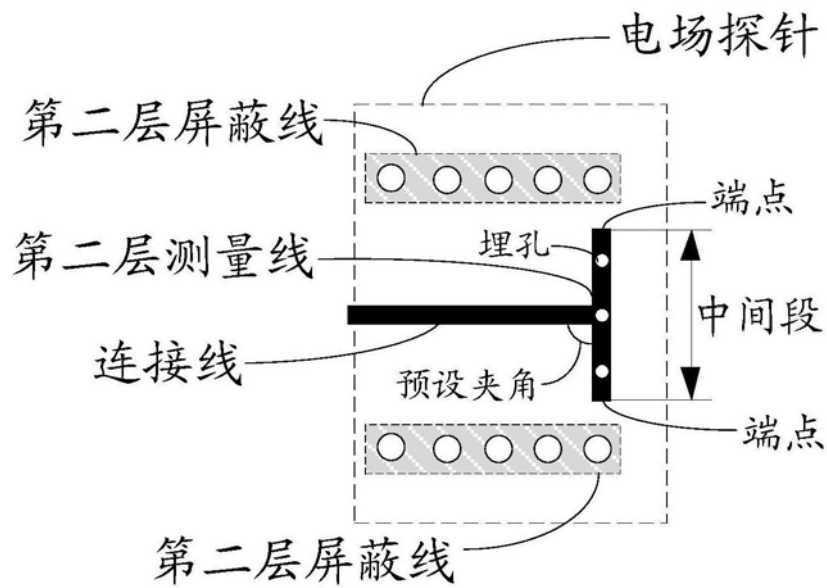 电场探针
第二层屏蔽线
端点
埋孔
第二层测量线
中间段
连接线
预设夹角
端点
第二层屏蔽线